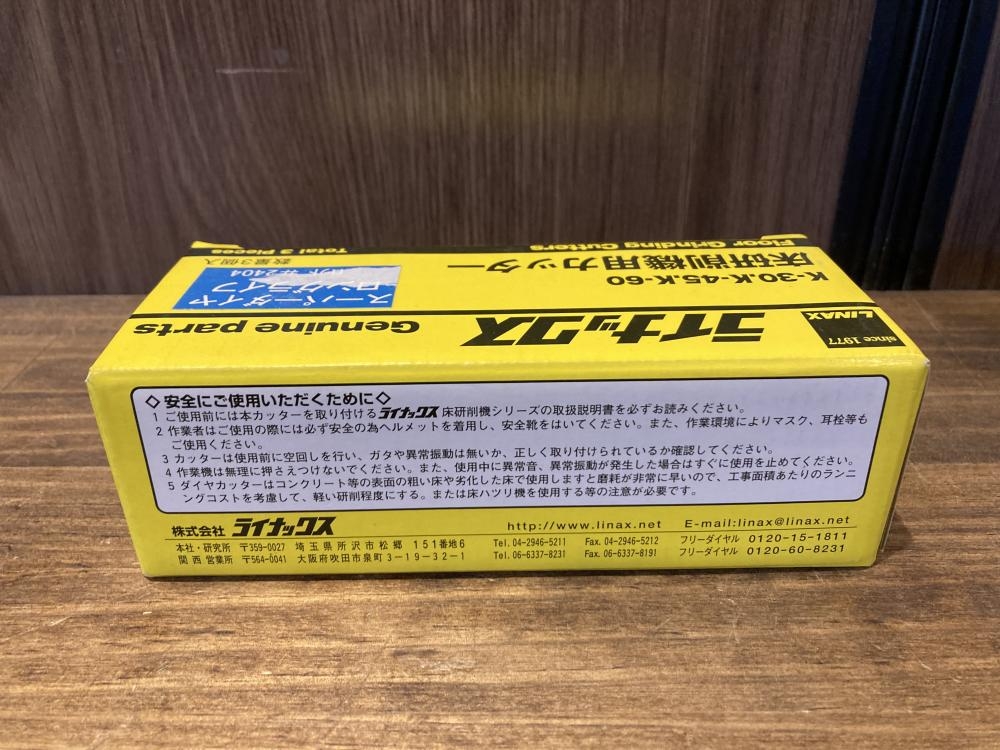 Floor Grinding Cutters
Total 3 Pieces
床研削機用カッター
数量3個入
K-30.K-45.K-60
スーパーダイヤ
ロングライフ
#2404
ライナックス
Genuine parts
LINAX
since 1977
◇安全にご使用いただくために◇
1 ご使用前には本カッターを取り付けるライナックス床研削機シリーズの取扱説明書を必ずお読みください。
2 作業者はご使用の際には必ず安全の為ヘルメットを着用し、安全靴をはいてください。また、作業環境によりマスク、耳栓等も
ご使用ください。
3 カッターは使用前に空回しを行い、ガタや異常振動は無いか、正しく取り付けられているか確認してください。
4 作業機は無理に押さえつけないでください。また、使用中に異常音、異常振動が発生した場合はすぐに使用を止めてください。
5 ダイヤカッターはコンクリート等の表面の粗い床や劣化した床で使用しますと磨耗が非常に早いので、工事面積あたりのランニ
ングコストを考慮して、軽い研削程度にする。または床ハツリ機を使用する等の注意が必要です。
株式会社 ライナックス http://www.linax.net E-mail:linax@linax.net
本社・研究所 〒359-0027 埼玉県所沢市松郷 151番地6 Tel. 04-2946-5211 Fax. 04-2946-5212 フリーダイヤル 0120-15-1811
関西営業所 〒564-0041 大阪府吹田市泉町3-19-32-1 Tel. 06-6337-8231 Fax. 06-6337-8191 フリーダイヤル 0120-60-8231